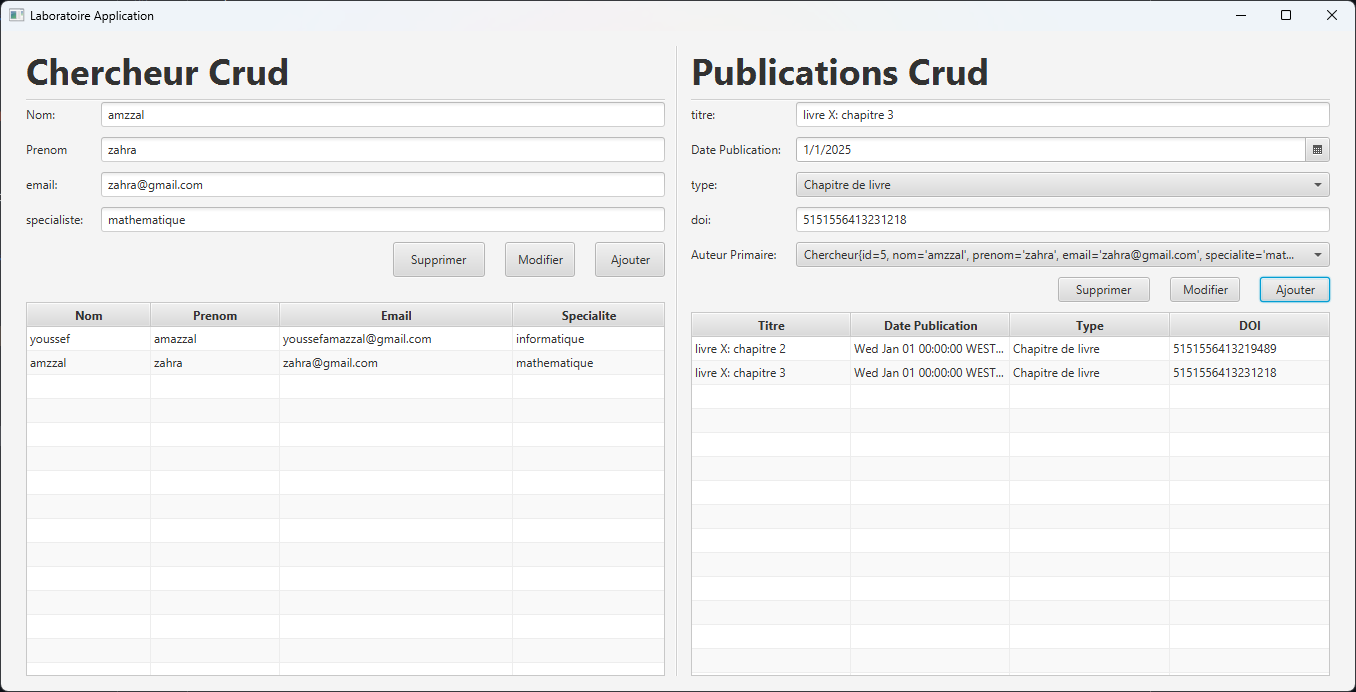 Laboratoire Application
Chercheur Crud
Nom: amzzal
Prenom zahra
email: zahra@gmail.com
specialiste: mathematique
Supprimer Modifier Ajouter
Nom Prenom Email Specialite
youssef amazzal youssefamazzal@gmail.com informatique
amzzal zahra zahra@gmail.com mathematique
Publications Crud
titre: livre X: chapitre 3
Date Publication: 1/1/2025
type: Chapitre de livre
doi: 5151556413231218
Auteur Primaire: Chercheur{id=5, nom='amzzal', prenom='zahra', email='zahra@gmail.com', specialite='mat...
Supprimer Modifier Ajouter
Titre Date Publication Type DOI
livre X: chapitre 2 Wed Jan 01 00:00:00 WEST... Chapitre de livre 5151556413219489
livre X: chapitre 3 Wed Jan 01 00:00:00 WEST... Chapitre de livre 5151556413231218